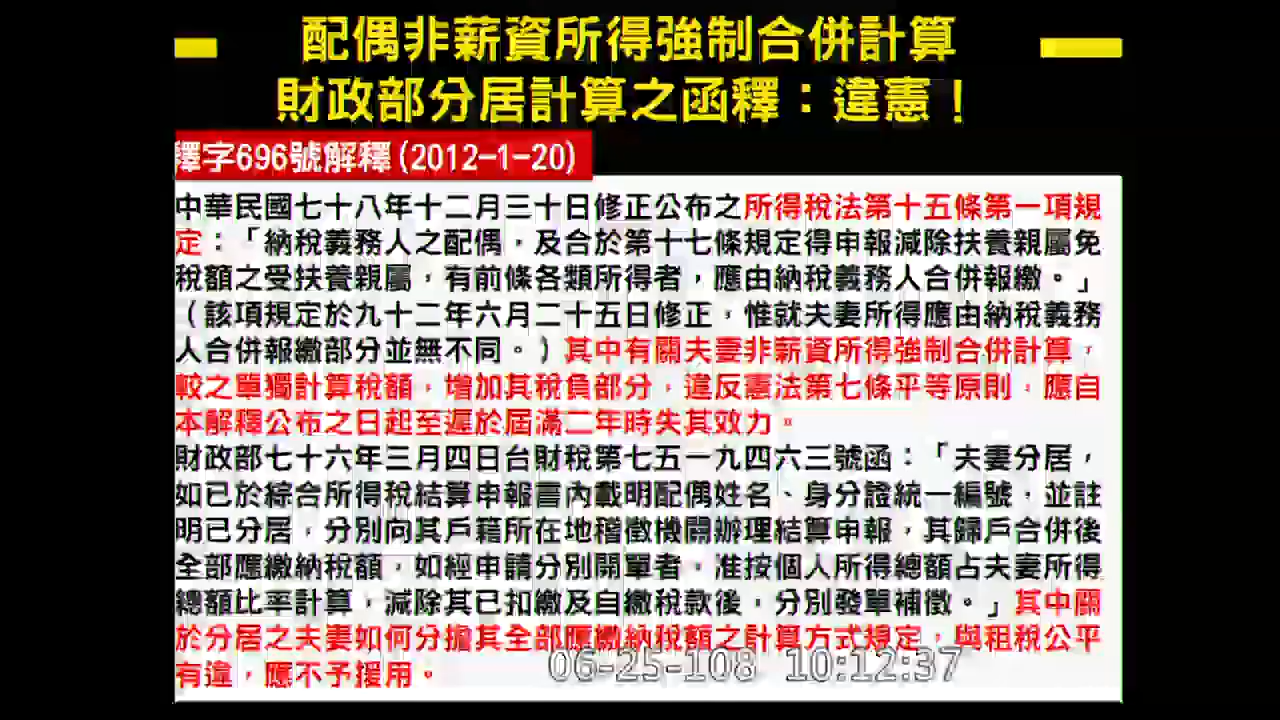 配偶非薪資所得強制合併計算
財政部分居計算之函釋：違憲！
釋字696號解釋(2012-1-20)
中華民國七十八年十二月三十日修正公布之所得稅法第十五條第一項規
定：「納稅義務人之配偶，及合於第十七條規定得申報減除扶養親屬免
稅額之受扶養親屬，有前條各類所得者，應由納稅義務人合併報繳。」
（該項規定於九十二年六月二十五日修正，惟就夫妻所得應由納稅義務
人合併報繳部分並無不同。）其中有關夫妻非薪資所得強制合併計算，
較之單獨計算稅額，增加其稅負部分，違反憲法第七條平等原則，應自
本解釋公布之日起至遲於屆滿二年時失其效力。
財政部七十六年三月四日台財稅第七五一九四六三號函：「夫妻分居，
如已於綜合所得稅結算申報書內載明配偶姓名、身分證統一編號，並註
明已分居，分別向其戶籍所在地稽徵機關辦理結算申報，其歸戶合併後
全部應繳納稅額，如經申請分別開單者，准按個人所得總額占夫妻所得
總額比率計算，減除其已扣繳及自繳稅款後，分別發單補徵。」其中關
於分居之夫妻如何分擔其全部應繳納稅額之計算方式規定，與租稅公平
有違，應不予援用。
06-25-108 10:12:37